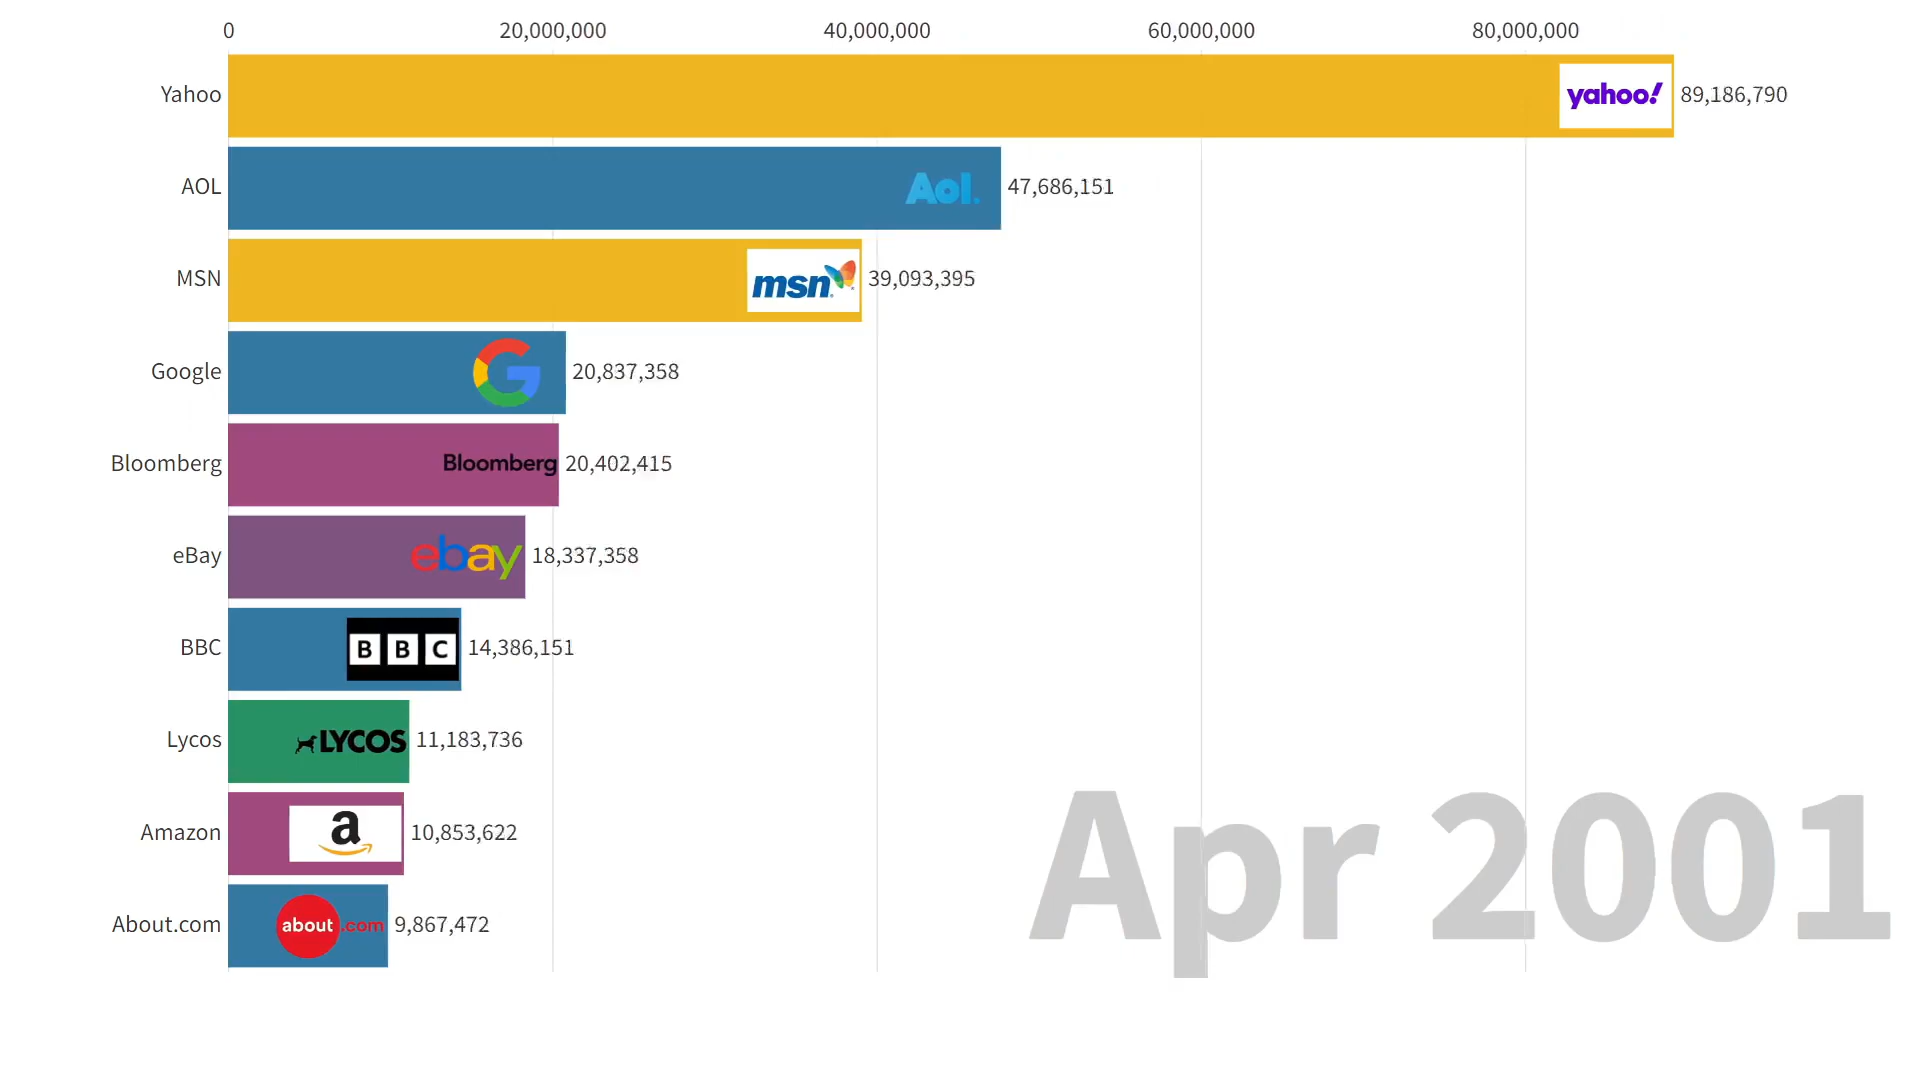 0 20,000,000 40,000,000 60,000,000 80,000,000
Yahoo yahoo! 89,186,790
AOL Aol. 47,686,151
MSN msn 39,093,395
Google G 20,837,358
Bloomberg Bloomberg 20,402,415
eBay ebay 18,337,358
BBC BBC 14,386,151
Lycos LYCOS 11,183,736
Amazon a 10,853,622
About.com about.com 9,867,472
Apr 2001